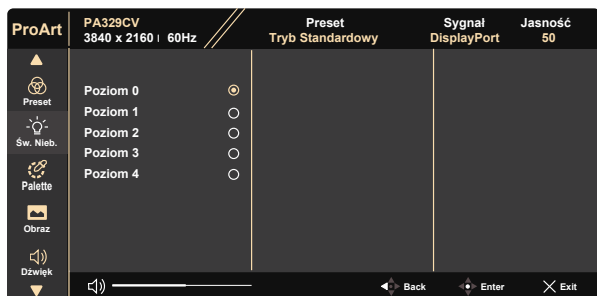 ProArt
PA329CV
3840 x 2160 | 60Hz
Preset
Tryb Standardowy
Sygnał
DisplayPort
Jasność
50
Preset
Św. Nieb.
Palette
Obraz
Dźwięk
Poziom 0
Poziom 1
Poziom 2
Poziom 3
Poziom 4
Back
Enter
Exit